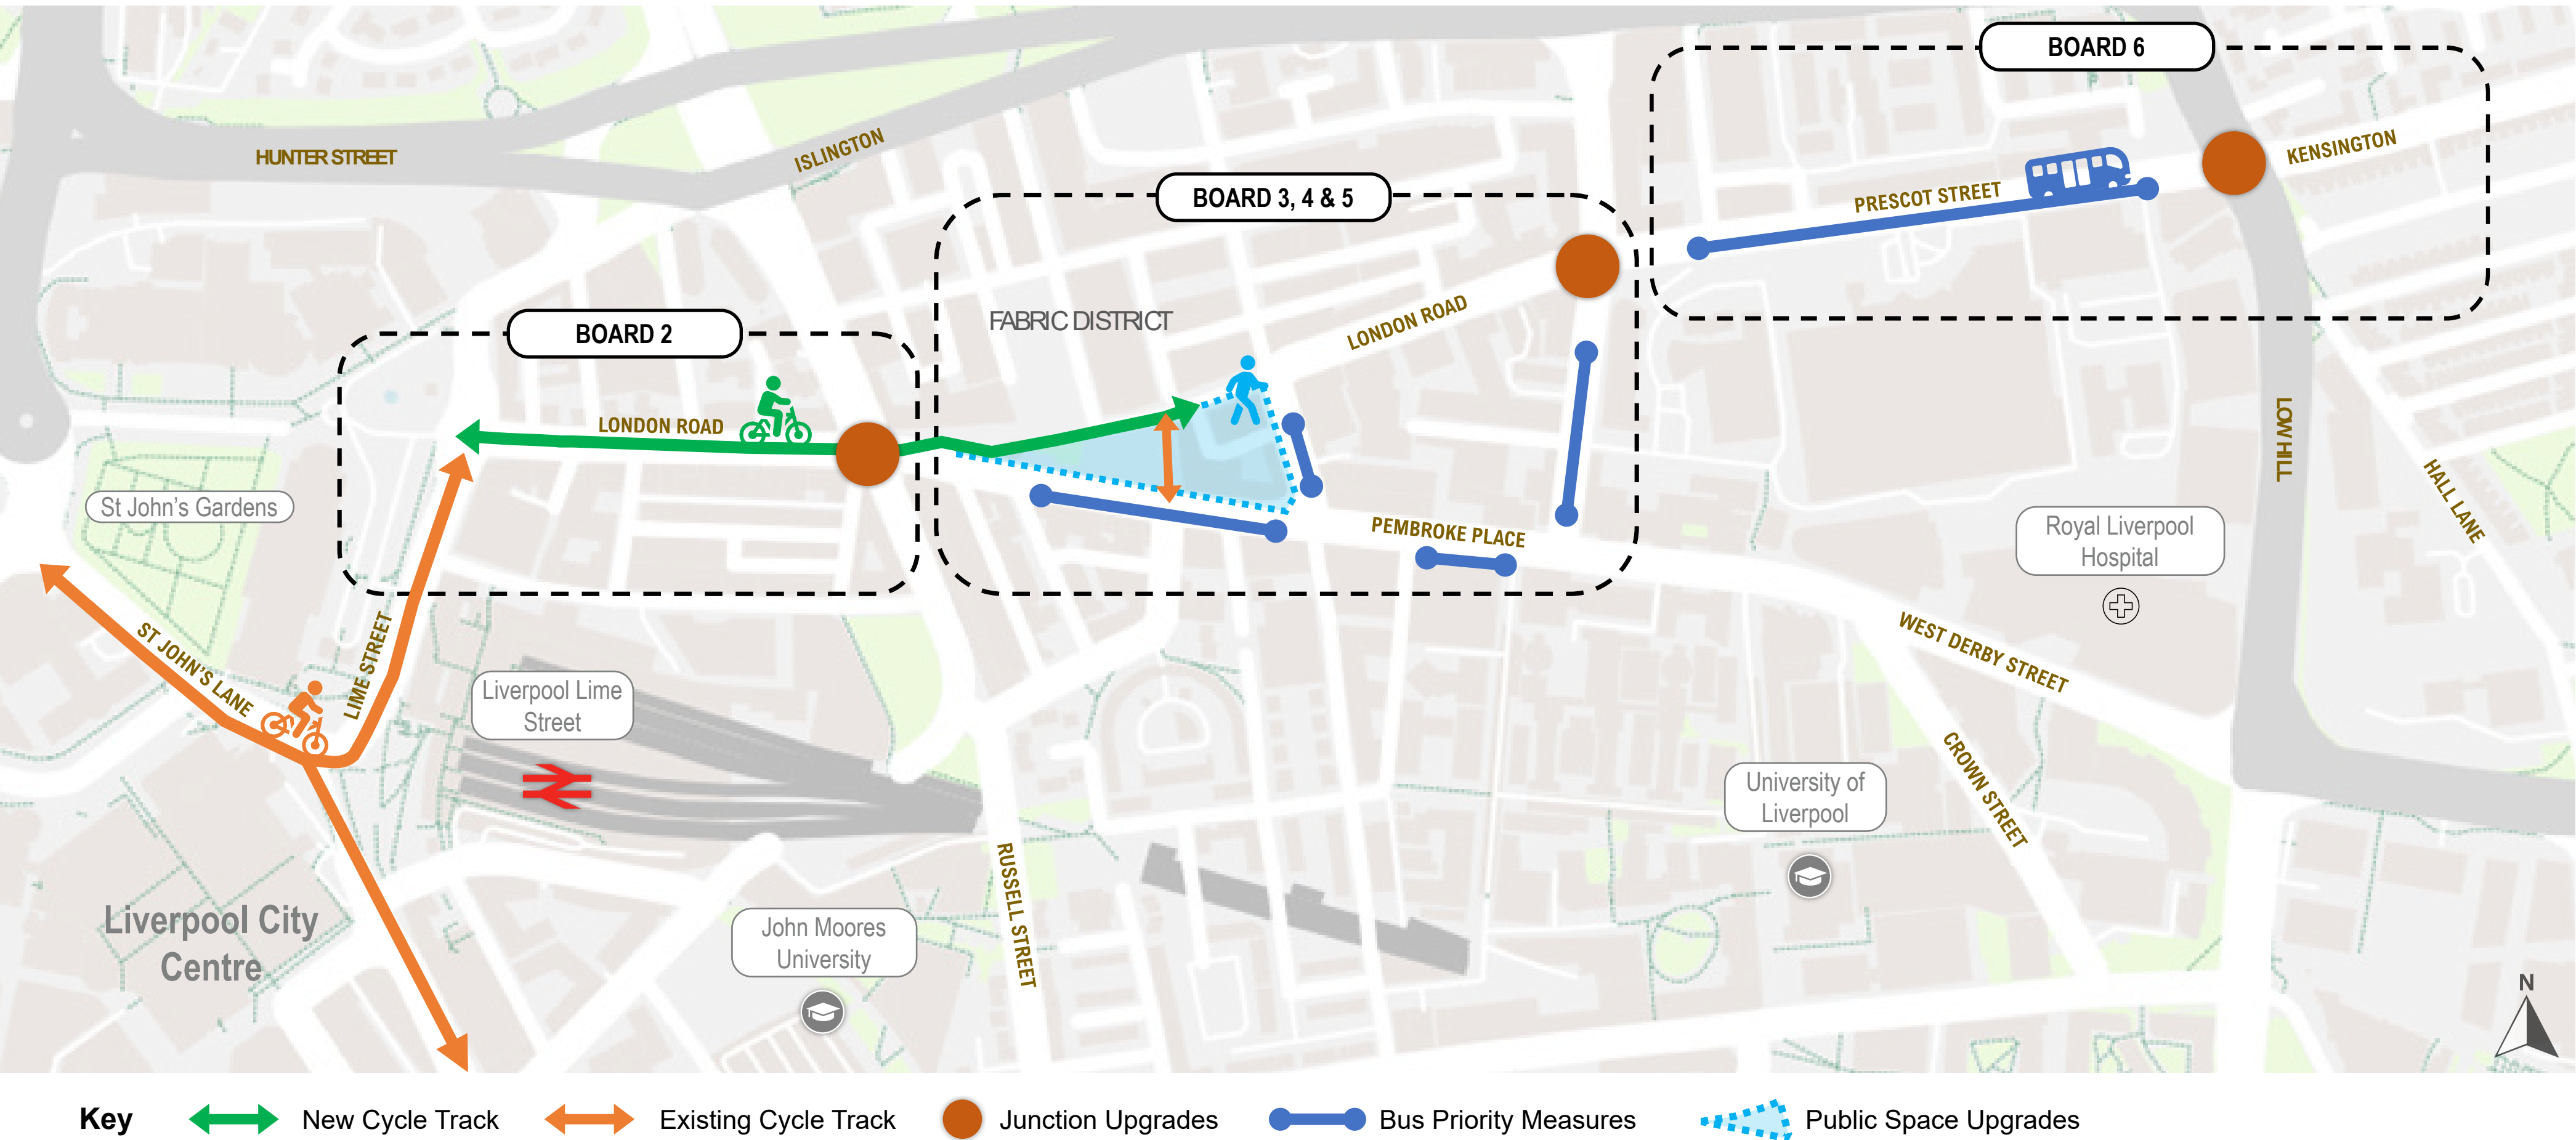 BOARD 6
HUNTER STREET
ISLINGTON
KENSINGTON
BOARD 3, 4 & 5
PRESCOT STREET
FABRIC DISTRICT
LONDON ROAD
BOARD 2
LONDON ROAD
St John's Gardens
PEMBROKE PLACE
LOW HILL
HALL LANE
Royal Liverpool
Hospital
ST JOHN'S LANE
LIME STREET
WEST DERBY STREET
Liverpool Lime
Street
CROWN STREET
University of
Liverpool
RUSSELL STREET
Liverpool City
Centre
John Moores
University
N
Key
New Cycle Track
Existing Cycle Track
Junction Upgrades
Bus Priority Measures
Public Space Upgrades